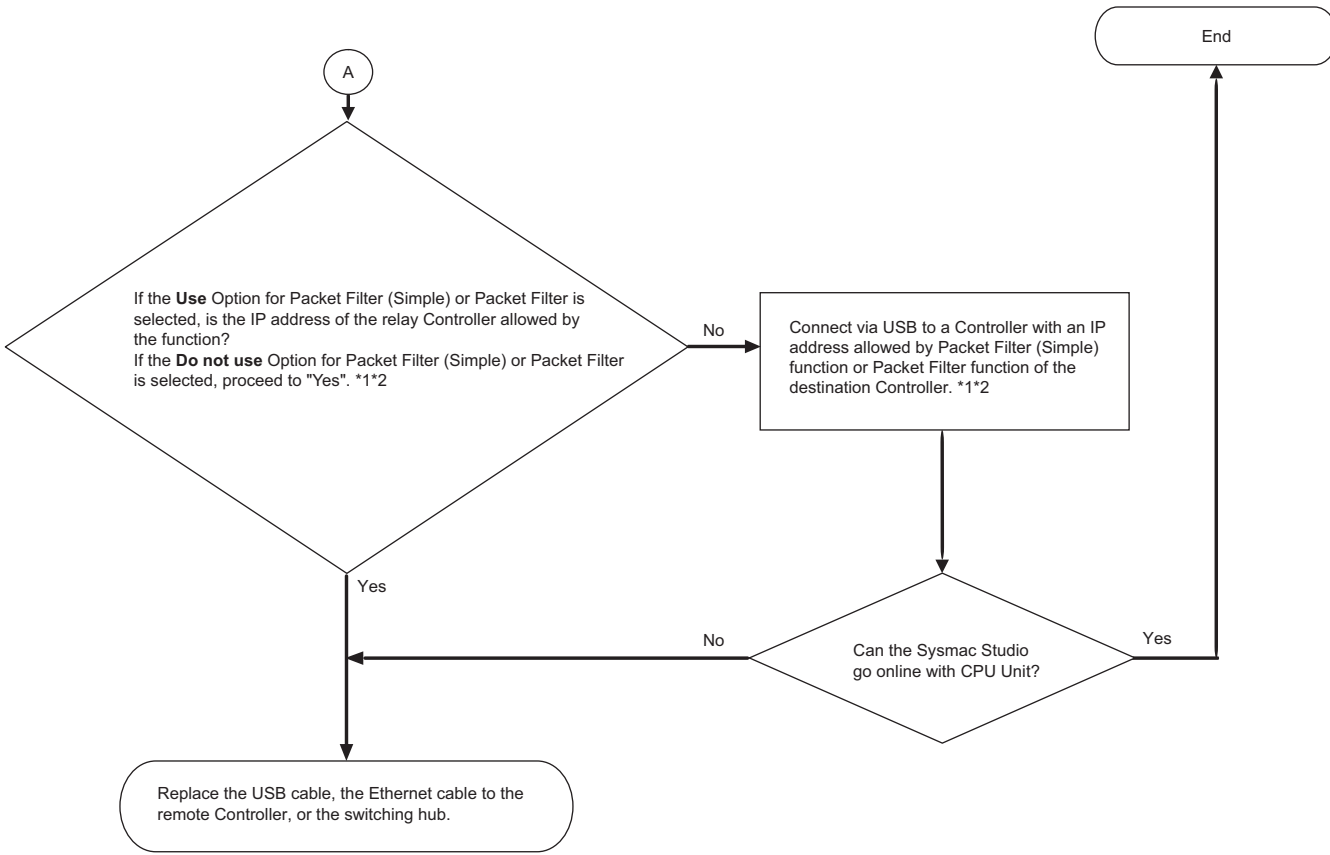 End
A
If the Use Option for Packet Filter (Simple) or Packet Filter is
selected, is the IP address of the relay Controller allowed by
the function?
If the Do not use Option for Packet Filter (Simple) or Packet Filter
is selected, proceed to "Yes". *1*2
No
Connect via USB to a Controller with an IP
address allowed by Packet Filter (Simple)
function or Packet Filter function of the
destination Controller. *1*2
Yes
No
Can the Sysmac Studio
go online with CPU Unit?
Yes
Replace the USB cable, the Ethernet cable to the
remote Controller, or the switching hub.